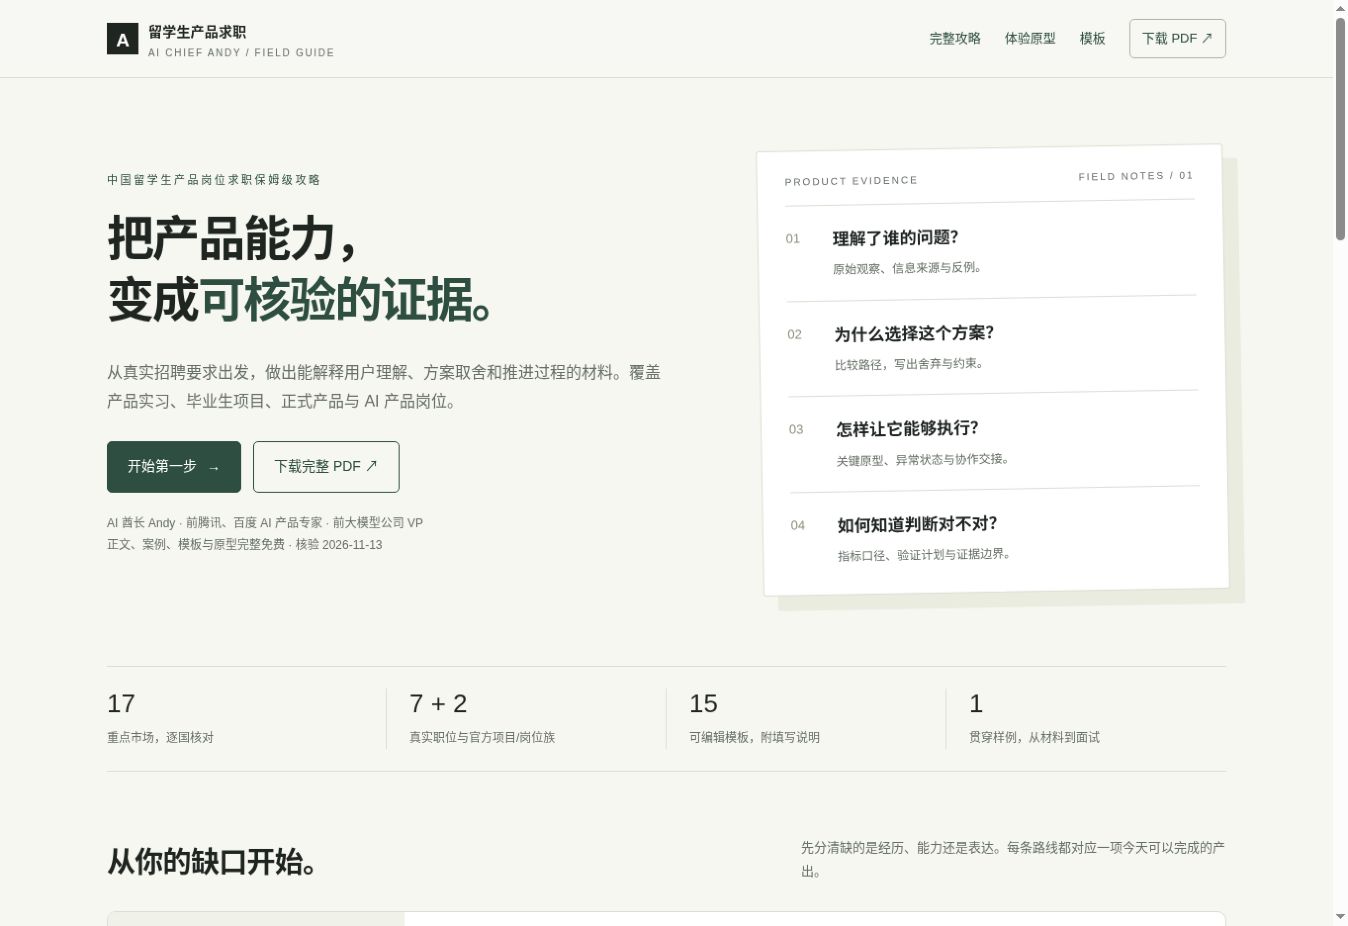 A
留学生产品求职
AI CHIEF ANDY / FIELD GUIDE
完整攻略
体验原型
模板
下载 PDF ↗
中国留学生产品岗位求职保姆级攻略
把产品能力，
变成可核验的证据。
从真实招聘要求出发，做出能解释用户理解、方案取舍和推进过程的材料。覆盖
产品实习、毕业生项目、正式产品与 AI 产品岗位。
开始第一步 →
下载完整 PDF ↗
AI 酋长 Andy · 前腾讯、百度 AI 产品专家 · 前大模型公司 VP
正文、案例、模板与原型完整免费 · 核验 2026-11-13
PRODUCT EVIDENCE
FIELD NOTES / 01
01
理解了谁的问题？
原始观察、信息来源与反例。
02
为什么选择这个方案？
比较路径，写出舍弃与约束。
03
怎样让它能够执行？
关键原型、异常状态与协作交接。
04
如何知道判断对不对？
指标口径、验证计划与证据边界。
17
重点市场，逐国核对
7 + 2
真实职位与官方项目/岗位族
15
可编辑模板，附填写说明
1
贯穿样例，从材料到面试
从你的缺口开始。
先分清缺的是经历、能力还是表达。每条路线都对应一项今天可以完成的产
出。